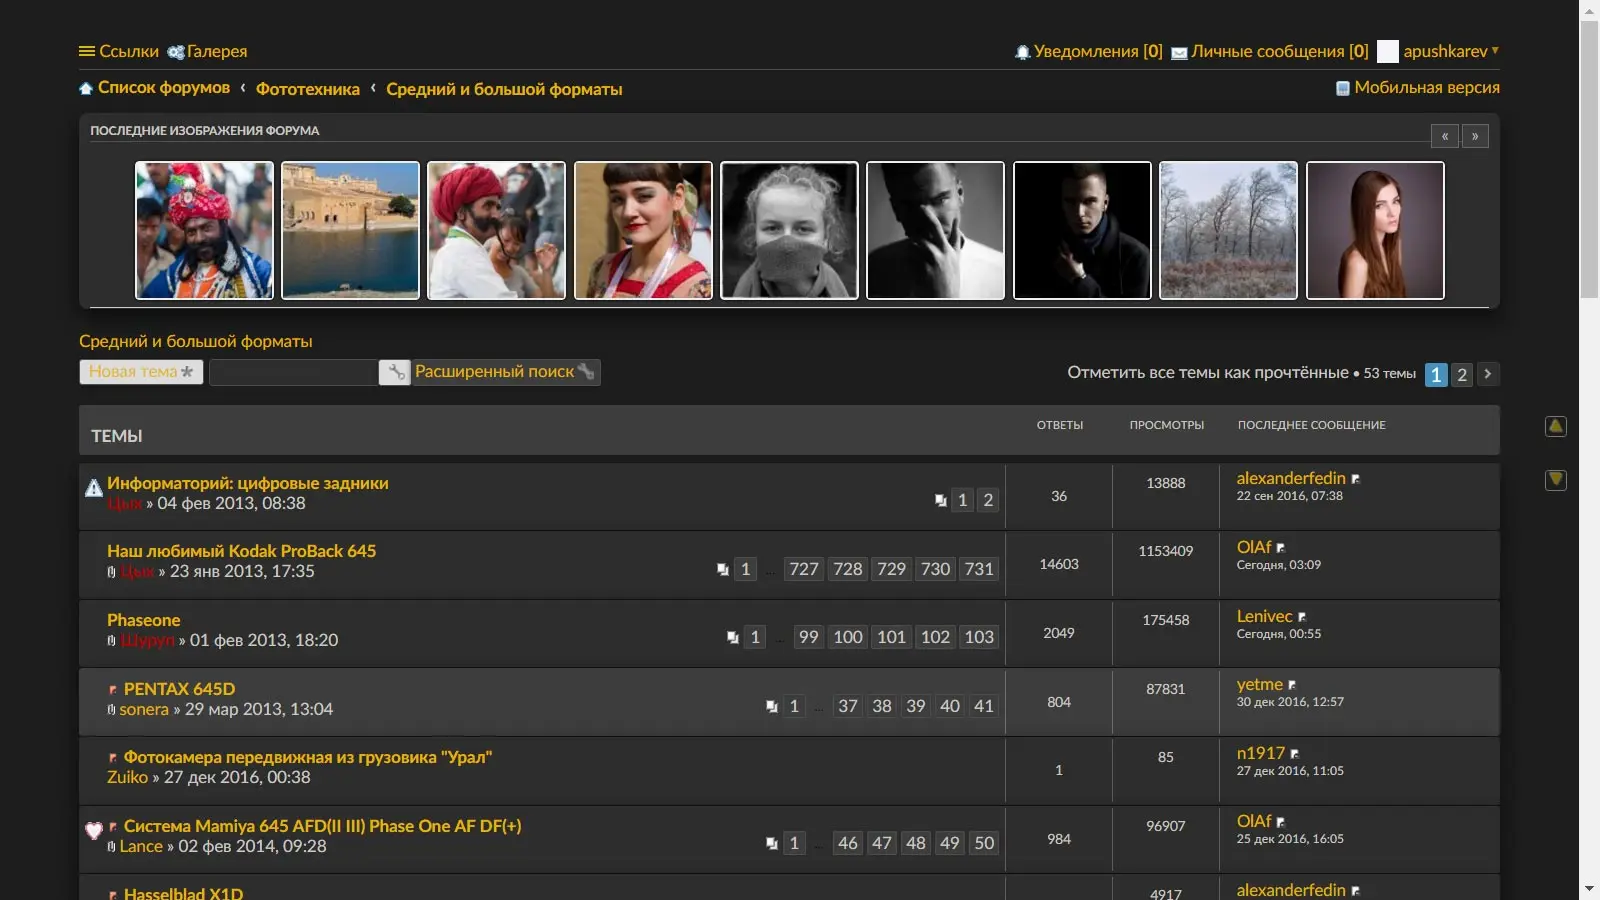 Ссылки Галерея
Уведомления [0] Личные сообщения [0] apushkarev
Список форумов ‹ Фототехника ‹ Средний и большой форматы
Мобильная версия
ПОСЛЕДНИЕ ИЗОБРАЖЕНИЯ ФОРУМА
« »
Средний и большой форматы
Новая тема Расширенный поиск
Отметить все темы как прочтённые • 53 темы 1 2
ТЕМЫ ОТВЕТЫ ПРОСМОТРЫ ПОСЛЕДНЕЕ СООБЩЕНИЕ
Информаторий: цифровые задники
Цых » 04 фев 2013, 08:38
1 2
36
13888
alexanderfedin
22 сен 2016, 07:38
Наш любимый Kodak ProBack 645
Цых » 23 янв 2013, 17:35
1 ... 727 728 729 730 731
14603
1153409
OlAf
Сегодня, 03:09
Phaseone
Шуруп » 01 фев 2013, 18:20
1 ... 99 100 101 102 103
2049
175458
Lenivec
Сегодня, 00:55
PENTAX 645D
sonera » 29 мар 2013, 13:04
1 ... 37 38 39 40 41
804
87831
yetme
30 дек 2016, 12:57
Фотокамера передвижная из грузовика "Урал"
Zuiko » 27 дек 2016, 00:38
1
85
n1917
27 дек 2016, 11:05
Система Mamiya 645 AFD(II III) Phase One AF DF(+)
Lance » 02 фев 2014, 09:28
1 ... 46 47 48 49 50
984
96907
OlAf
25 дек 2016, 16:05
Hasselblad X1D
4917
alexanderfedin